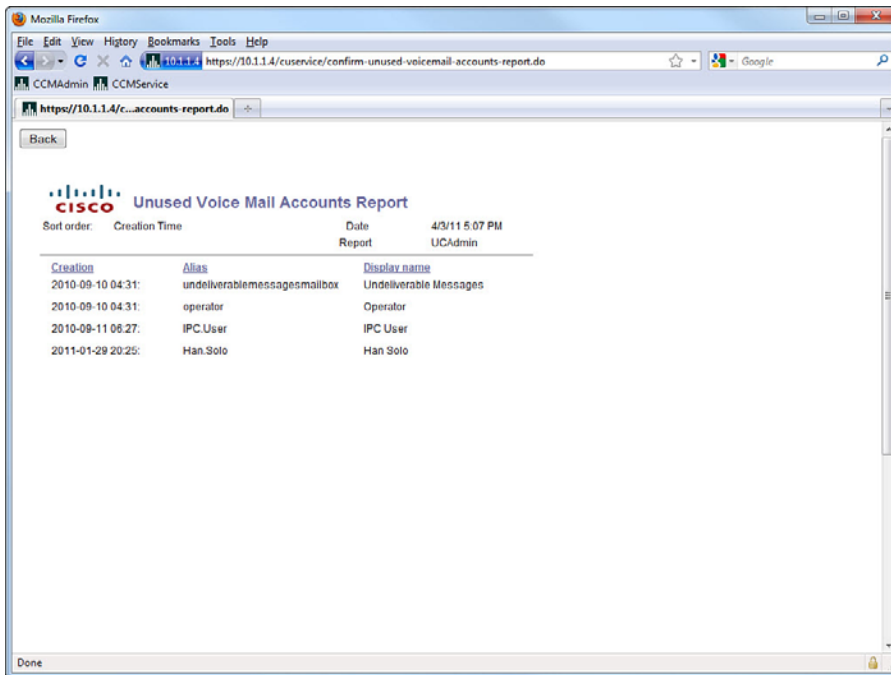 Mozilla Firefox
File Edit View History Bookmarks Tools Help
10.1.1.4 https://10.1.1.4/cuservice/confirm-unused-voicemail-accounts-report.do Google
CCMAdmin CCMService
https://10.1.1.4/c...accounts-report.do
Back
CISCO Unused Voice Mail Accounts Report
Sort order: Creation Time Date 4/3/11 5:07 PM
Report UCAdmin
Creation Alias Display name
2010-09-10 04:31: undeliverablemessagesmailbox Undeliverable Messages
2010-09-10 04:31: operator Operator
2010-09-11 06:27: IPC.User IPC User
2011-01-29 20:25: Han.Solo Han Solo
Done